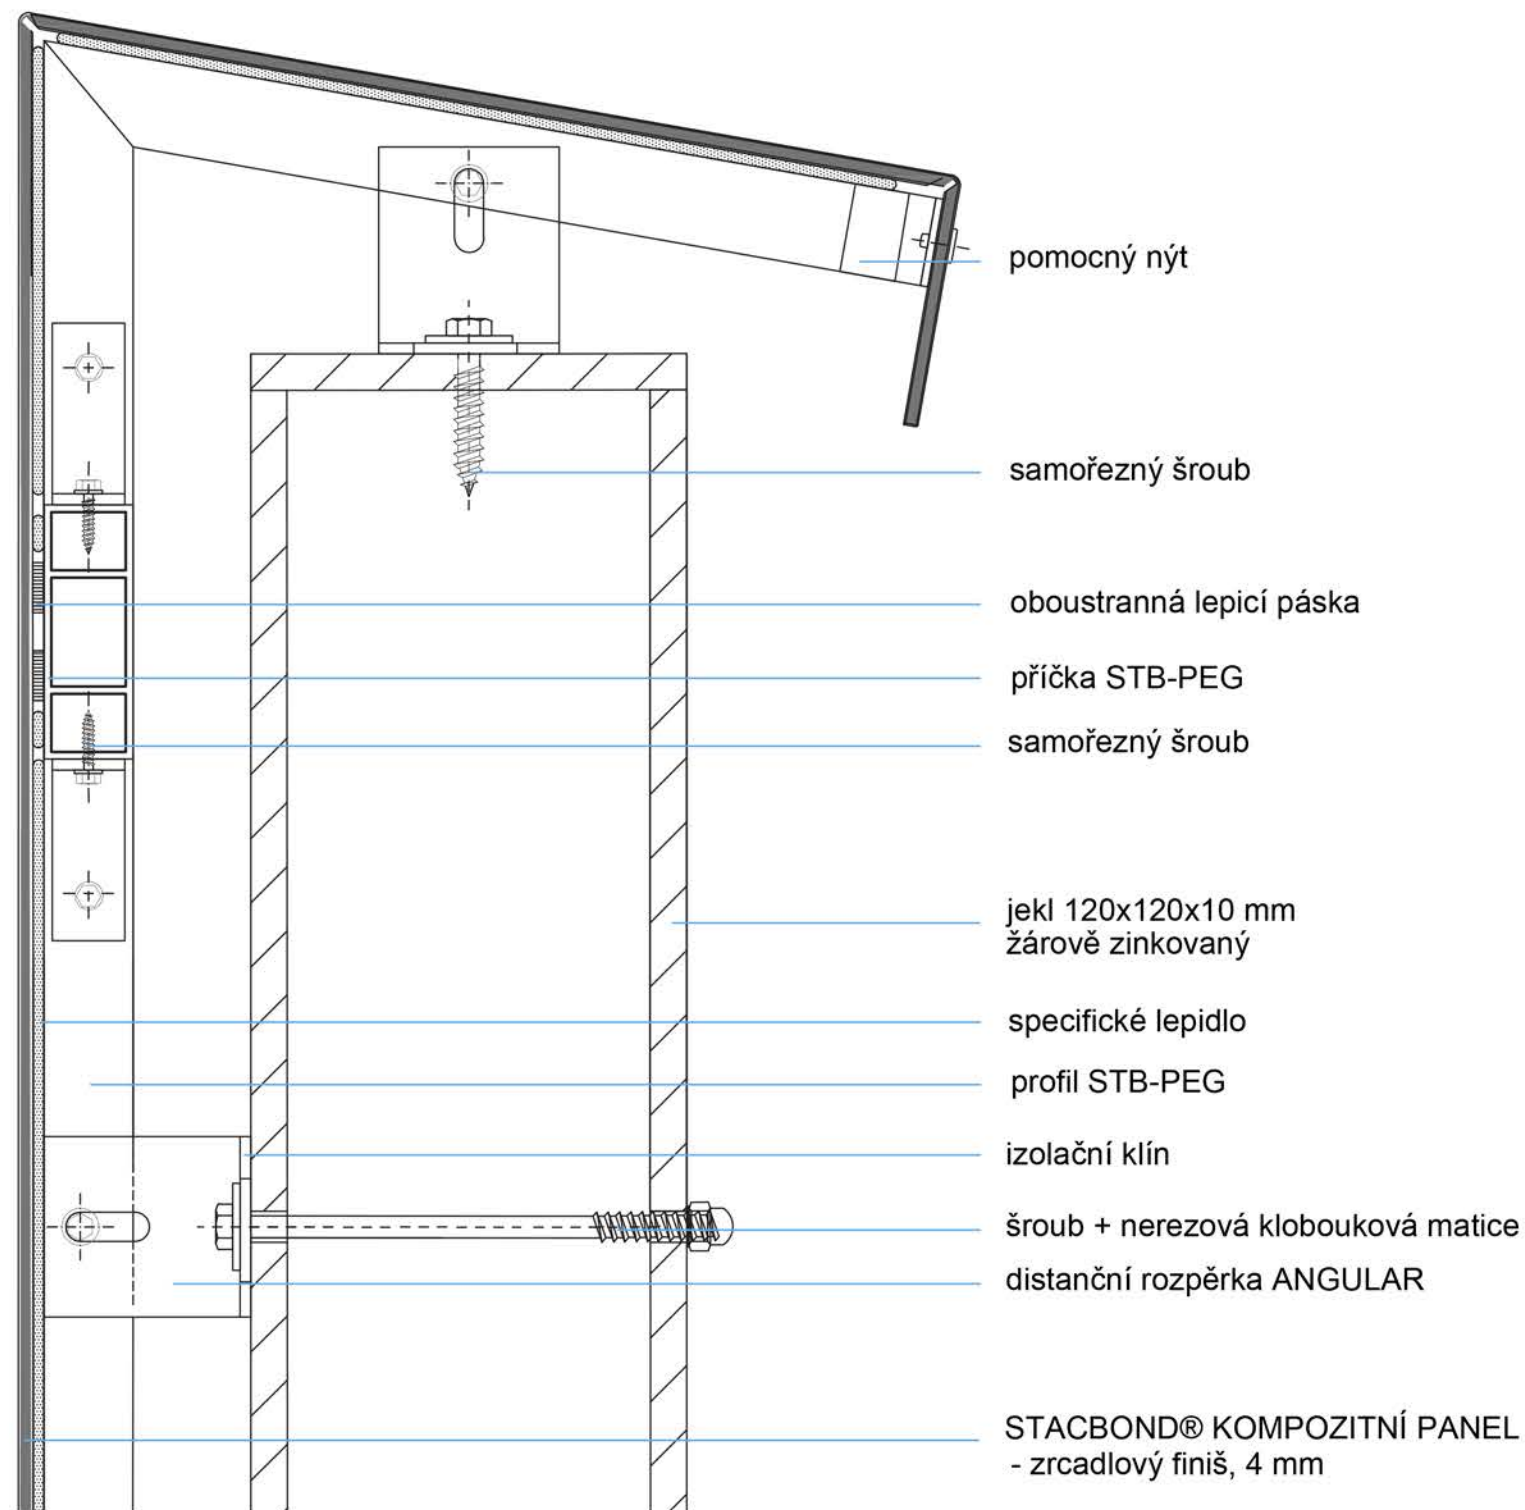 pomocný nýt
samořezný šroub
oboustranná lepicí páska
příčka STB-PEG
samořezný šroub
jekl 120x120x10 mm
žárově zinkovaný
specifické lepidlo
profil STB-PEG
izolační klín
šroub + nerezová klobouková matice
distanční rozpěrka ANGULAR
STACBOND® KOMPOZITNÍ PANEL
- zrcadlový finiš, 4 mm